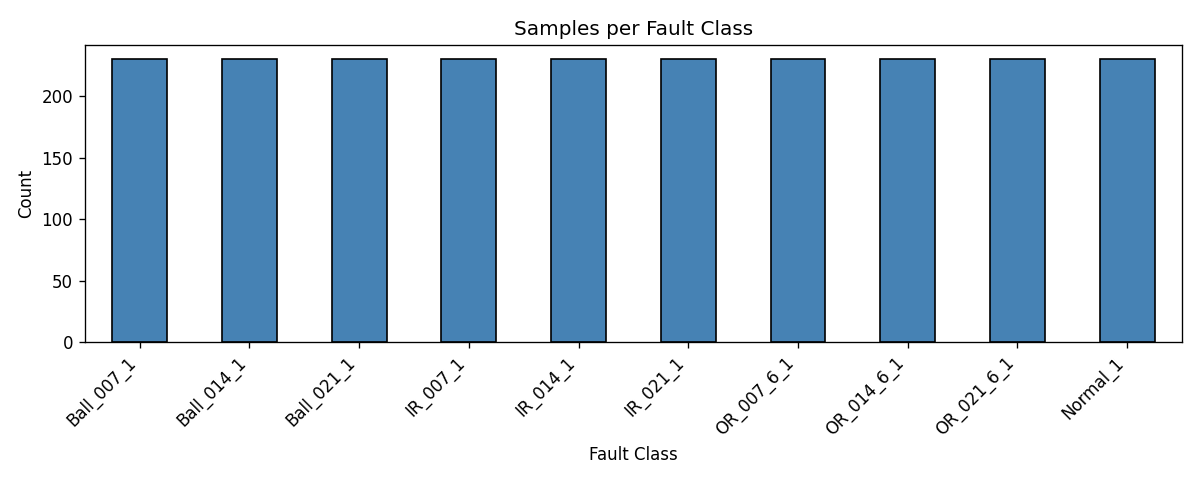 Samples per Fault Class
Count
200
150
100
50
0
Ball_007_1
Ball_014_1
Ball_021_1
IR_007_1
IR_014_1
IR_021_1
OR_007_6_1
OR_014_6_1
OR_021_6_1
Normal_1
Fault Class